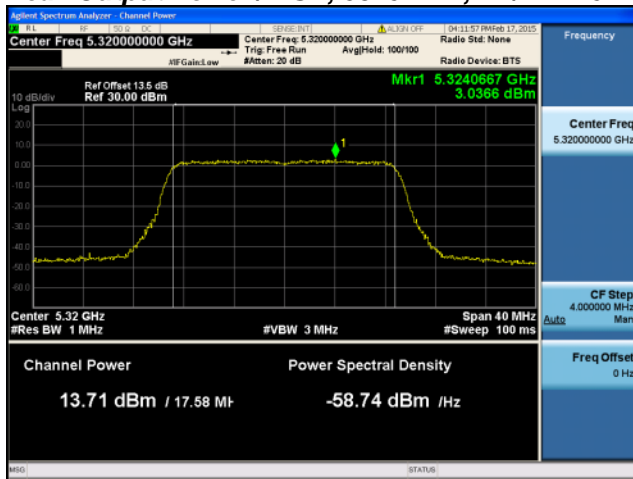 Agilent Spectrum Analyzer - Channel Power
RL RF 50 Ω DC SENSE:INT ALIGN OFF 04:11:57 PM Feb 17, 2015
Center Freq 5.320000000 GHz
Center Freq: 5.320000000 GHz
Radio Std: None
Trig: Free Run Avg|Hold: 100/100
#IFGain:Low #Atten: 20 dB Radio Device: BTS
Frequency
Mkr1 5.3240667 GHz
3.0366 dBm
Ref Offset 13.5 dB
10 dB/div Ref 30.00 dBm
Log
20.0
10.0
0.00
-10.0
-20.0
-30.0
-40.0
-50.0
-60.0
1
Center 5.32 GHz Span 40 MHz
#Res BW 1 MHz #VBW 3 MHz #Sweep 100 ms
Channel Power Power Spectral Density
13.71 dBm / 17.58 MH -58.74 dBm /Hz
Center Freq
5.320000000 GHz
CF Step
4.000000 MHz
Auto Man
Freq Offset
0 Hz
MSG STATUS